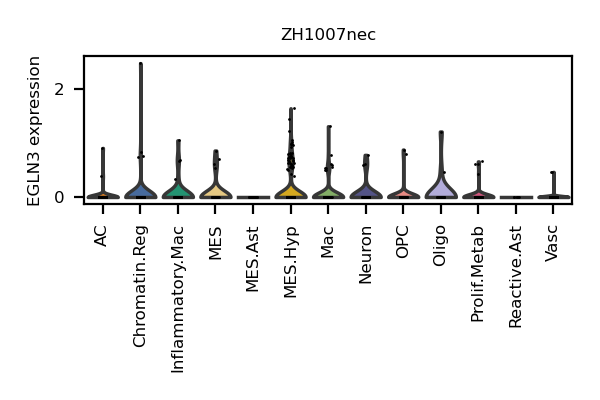 ZH1007nec
EGLN3 expression
2
0
AC
Chromatin.Reg
Inflammatory.Mac
MES
MES.Ast
MES.Hyp
Mac
Neuron
OPC
Oligo
Prolif.Metab
Reactive.Ast
Vasc